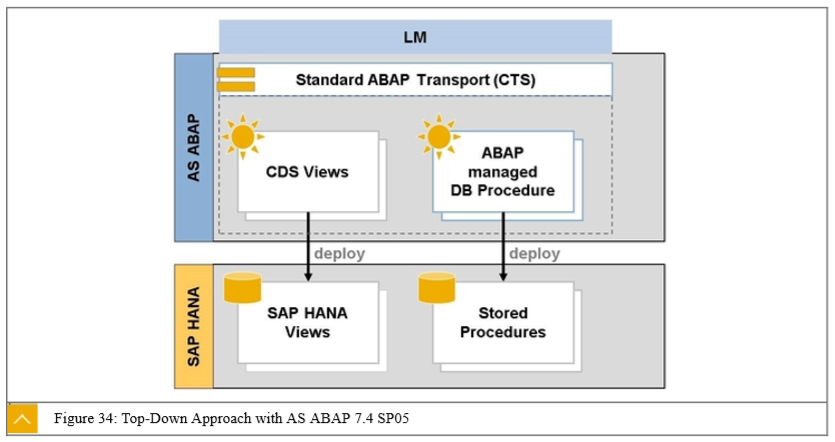 LM
Standard ABAP Transport (CTS)
AS ABAP
CDS Views
ABAP
managed
DB Procedure
deploy
deploy
SAP HANA
SAP HANA
Views
Stored
Procedures
Figure 34: Top-Down Approach with AS ABAP 7.4 SP05